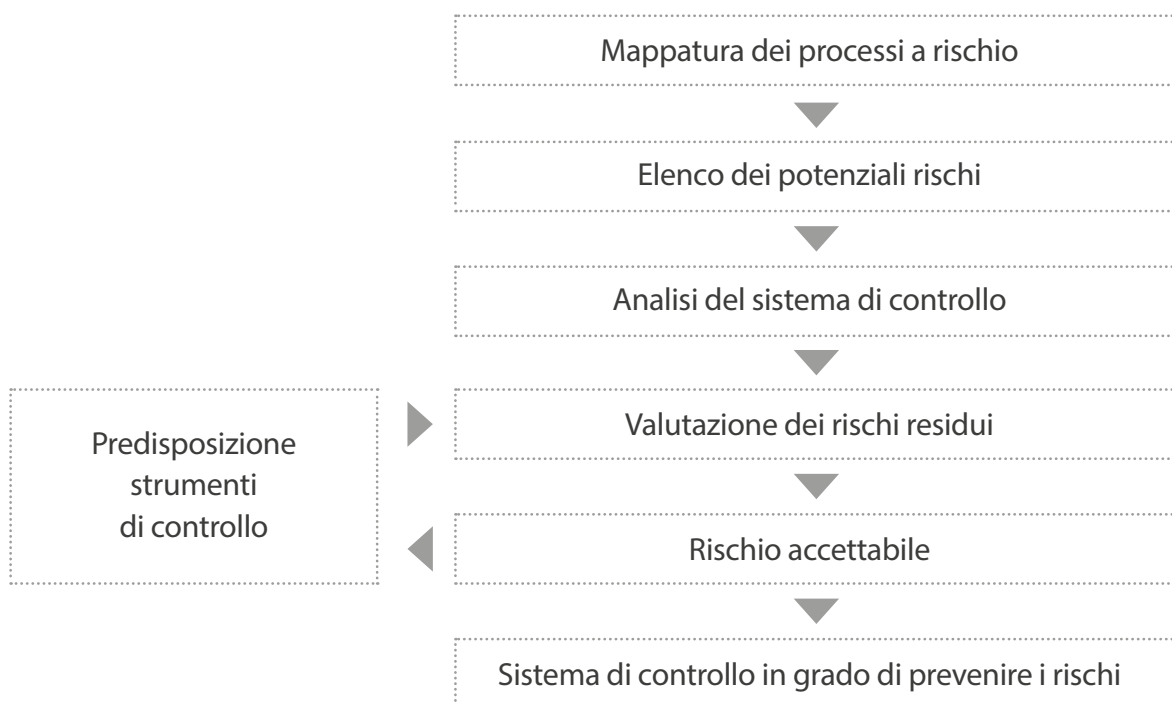 Mappatura dei processi a rischio
Elenco dei potenziali rischi
Analisi del sistema di controllo
Valutazione dei rischi residui
Predisposizione
strumenti
di controllo
Rischio accettabile
Sistema di controllo in grado di prevenire i rischi